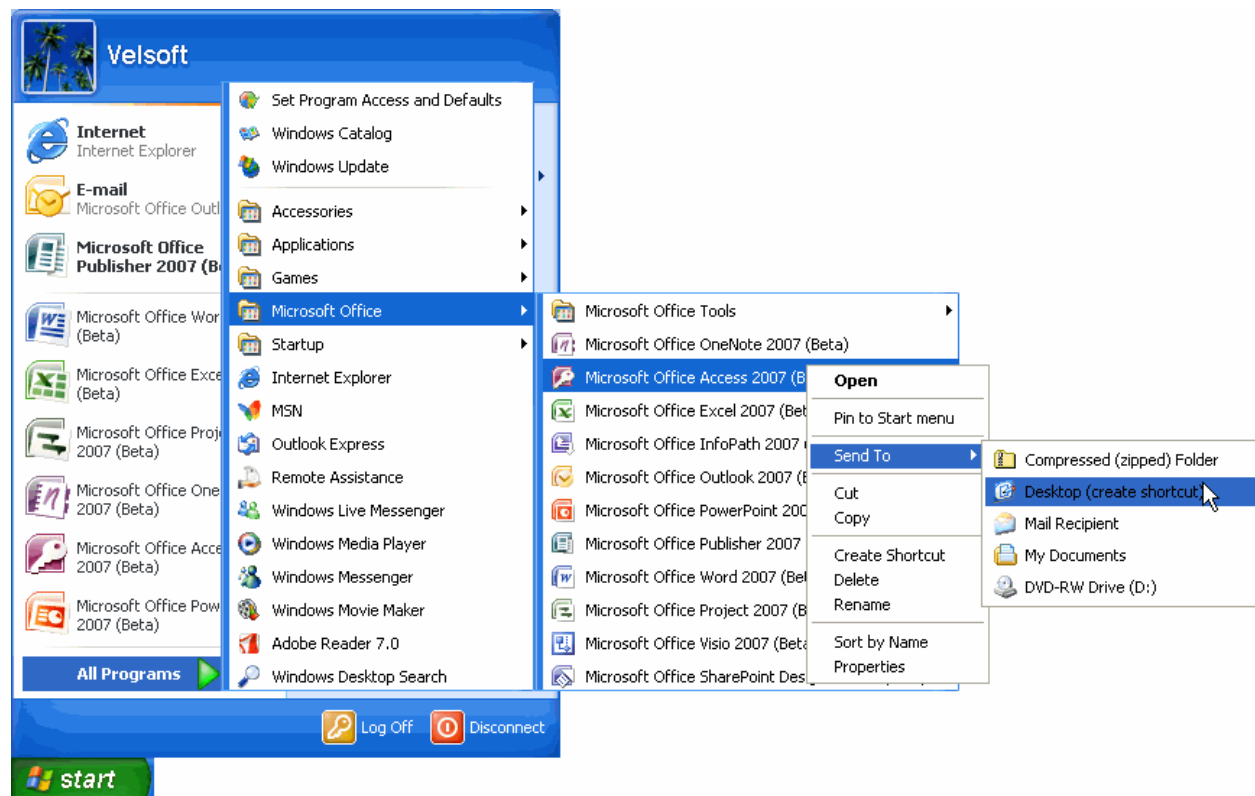 Velsoft
Internet
Internet Explorer
E-mail
Microsoft Office Outl
Microsoft Office
Publisher 2007 (B
Microsoft Office Wor
(Beta)
Microsoft Office Exce
(Beta)
Microsoft Office Proj
2007 (Beta)
Microsoft Office One
2007 (Beta)
Microsoft Office Acce
2007 (Beta)
Microsoft Office Pow
2007 (Beta)
All Programs
Set Program Access and Defaults
Windows Catalog
Windows Update
Accessories
Applications
Games
Microsoft Office
Startup
Internet Explorer
MSN
Outlook Express
Remote Assistance
Windows Live Messenger
Windows Media Player
Windows Messenger
Windows Movie Maker
Adobe Reader 7.0
Windows Desktop Search
Microsoft Office Tools
Microsoft Office OneNote 2007 (Beta)
Microsoft Office Access 2007 (B
Microsoft Office Excel 2007 (Bet
Microsoft Office InfoPath 2007
Microsoft Office Outlook 2007 (B
Microsoft Office PowerPoint 200
Microsoft Office Publisher 2007
Microsoft Office Word 2007 (Bet
Microsoft Office Project 2007 (B
Microsoft Office Visio 2007 (Beta
Microsoft Office SharePoint Des
Open
Pin to Start menu
Send To
Cut
Copy
Create Shortcut
Delete
Rename
Sort by Name
Properties
Compressed (zipped) Folder
Desktop (create shortcut)
Mail Recipient
My Documents
DVD-RW Drive (D:)
Log Off
Disconnect
start